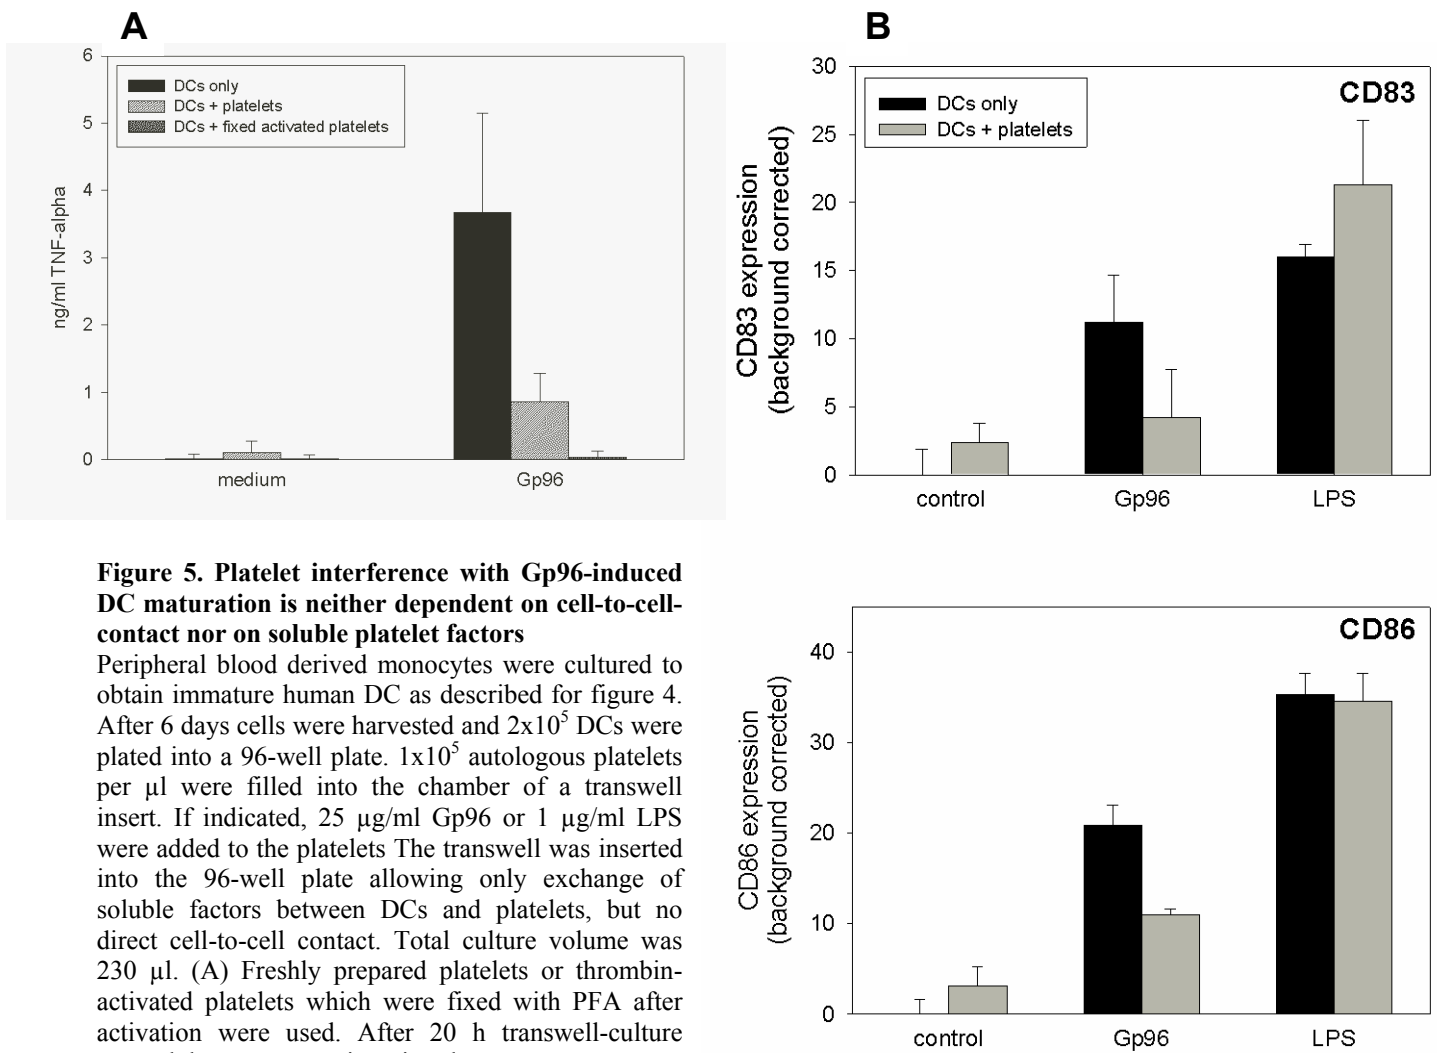 A
6
5
4
3
2
1
0
ng/ml TNF-alpha
DCs only
DCs + platelets
DCs + fixed activated platelets
medium
Gp96
B
30
25
20
15
10
5
0
CD83 expression
(background corrected)
DCs only
DCs + platelets
CD83
control
Gp96
LPS
Figure 5. Platelet interference with Gp96-induced
DC maturation is neither dependent on cell-to-cell-
contact nor on soluble platelet factors
Peripheral blood derived monocytes were cultured to
obtain immature human DC as described for figure 4.
After 6 days cells were harvested and 2x10⁵ DCs were
plated into a 96-well plate. 1x10⁵ autologous platelets
per µl were filled into the chamber of a transwell
insert. If indicated, 25 µg/ml Gp96 or 1 µg/ml LPS
were added to the platelets The transwell was inserted
into the 96-well plate allowing only exchange of
soluble factors between DCs and platelets, but no
direct cell-to-cell contact. Total culture volume was
230 µl. (A) Freshly prepared platelets or thrombin-
activated platelets which were fixed with PFA after
activation were used. After 20 h transwell-culture
CD86
40
30
20
10
0
CD86 expression
(background corrected)
control
Gp96
LPS